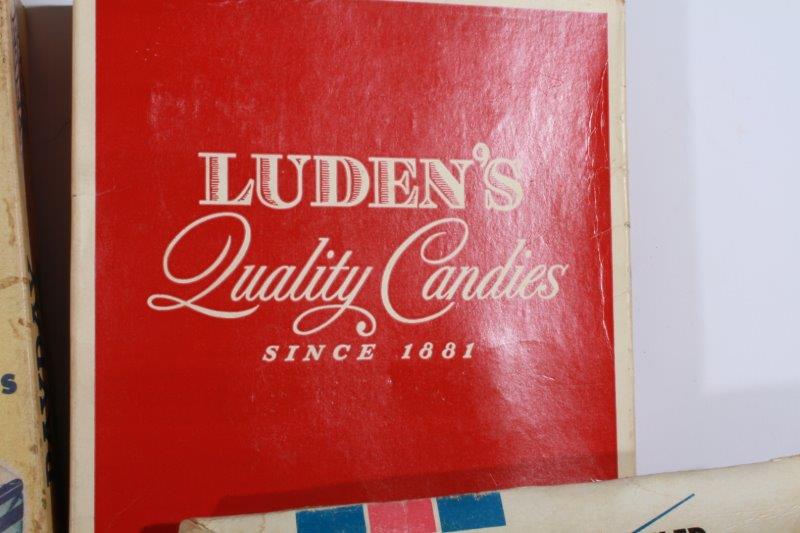 LUDEN'S
Quality Candies
SINCE 1881
S